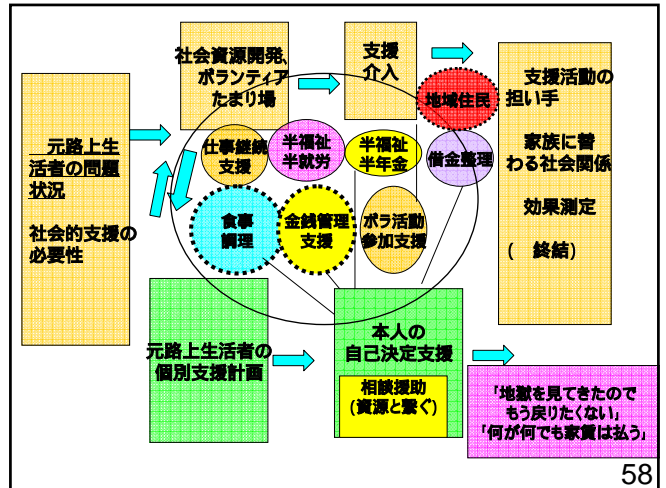 元路上生
活者の問題
状況
社会的支援の
必要性
社会資源開発、
ボランティア
たまり場
支援
介入
地域住民
仕事継続
支援
半福祉
半就労
半福祉
半年金
借金整理
食事
調理
金銭管理
支援
ボラ活動
参加支援
支援活動の
担い手
家族に替
わる社会関係
効果測定
( 終結)
元路上生活者の
個別支援計画
本人の
自己決定支援
相談援助
(資源と繋ぐ)
「地獄を見てきたので
もう戻りたくない」
「何が何でも家賃は払う」
58